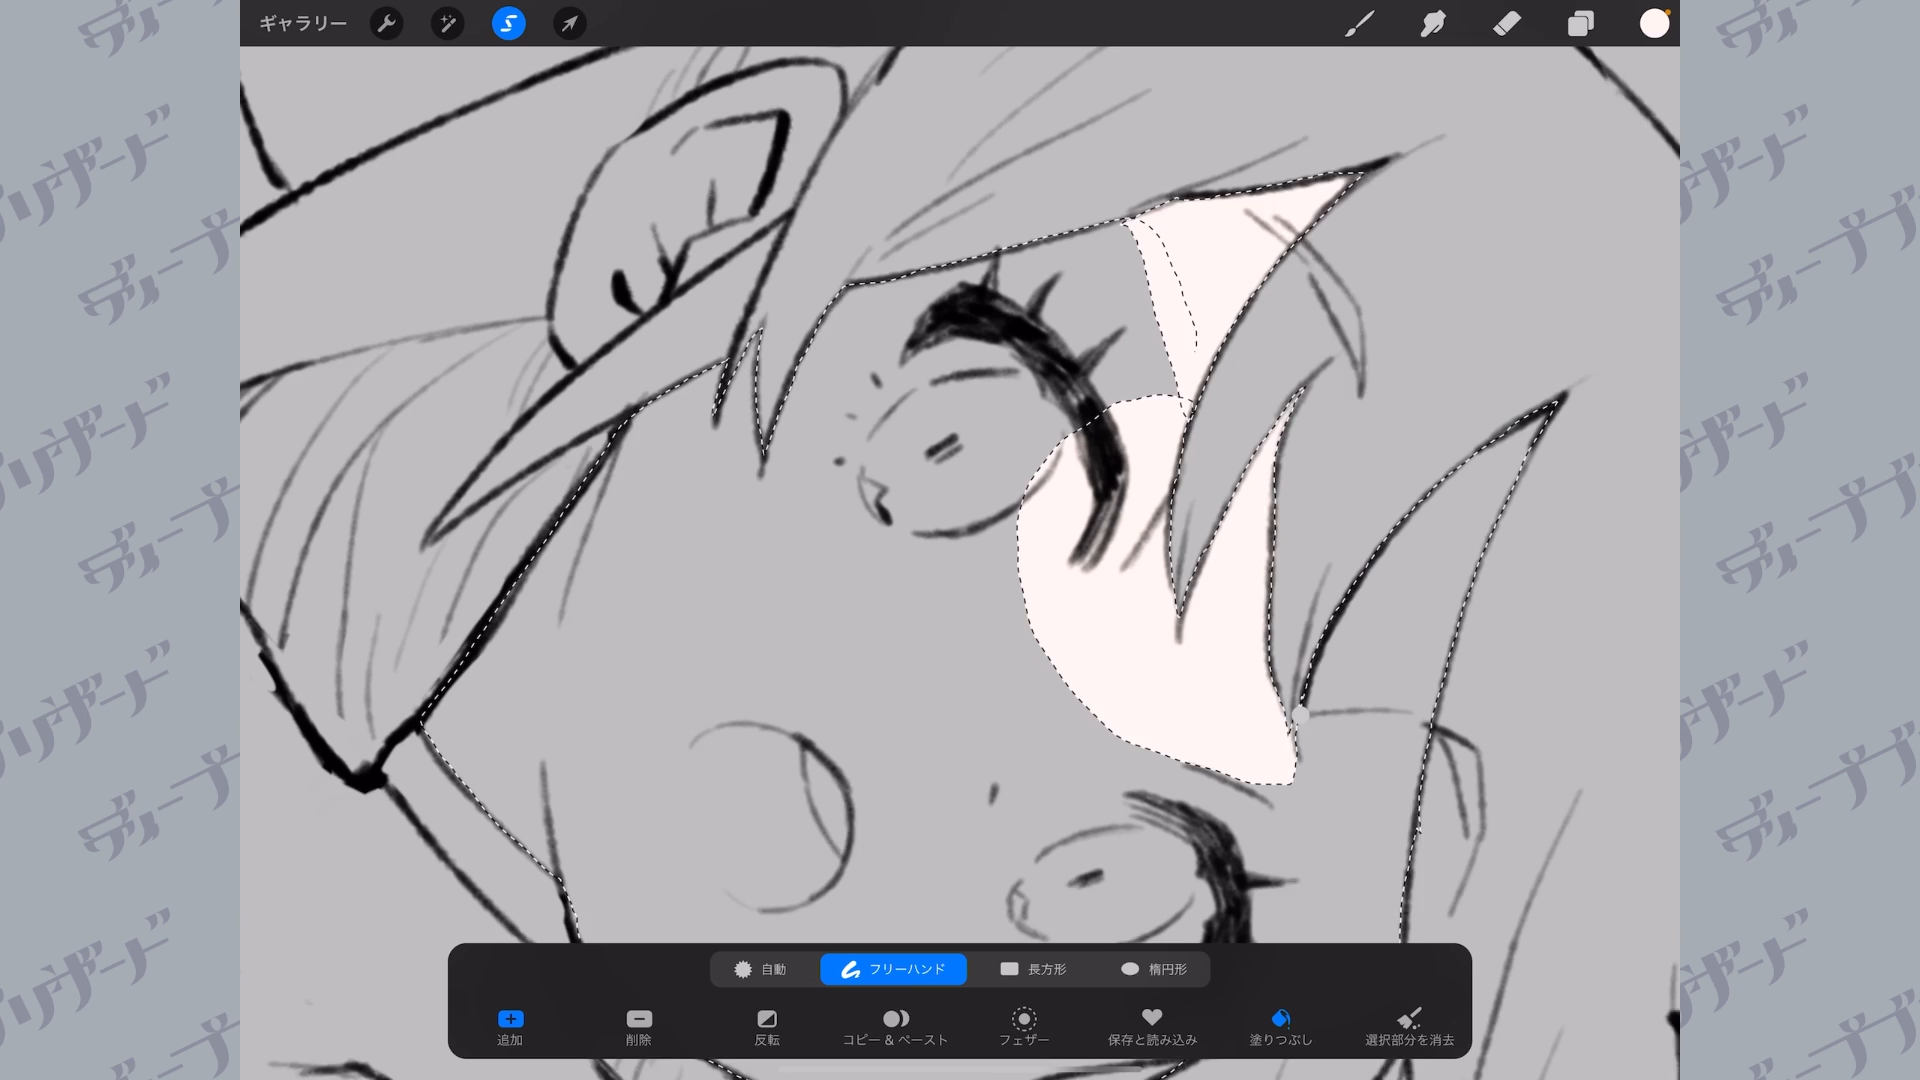 ギャラリー
自動
フリーハンド
長方形
楕円形
追加
削除
反転
コピー & ペースト
フェザー
保存と読み込み
塗りつぶし
選択部分を消去